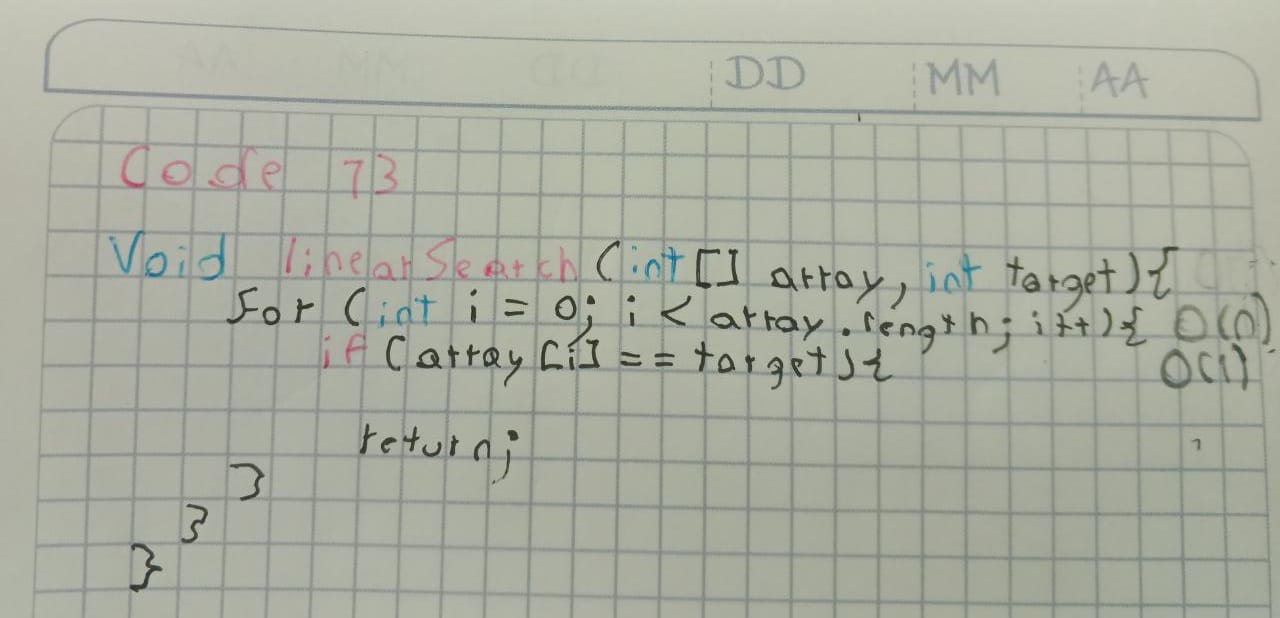 DD MM AA
Code 73
Void linearSearch (int[] array, int target){
for (int i = 0; i < array.length; i++){ O(n)
if (array[i] == target){ O(1)
return;
}
}
}